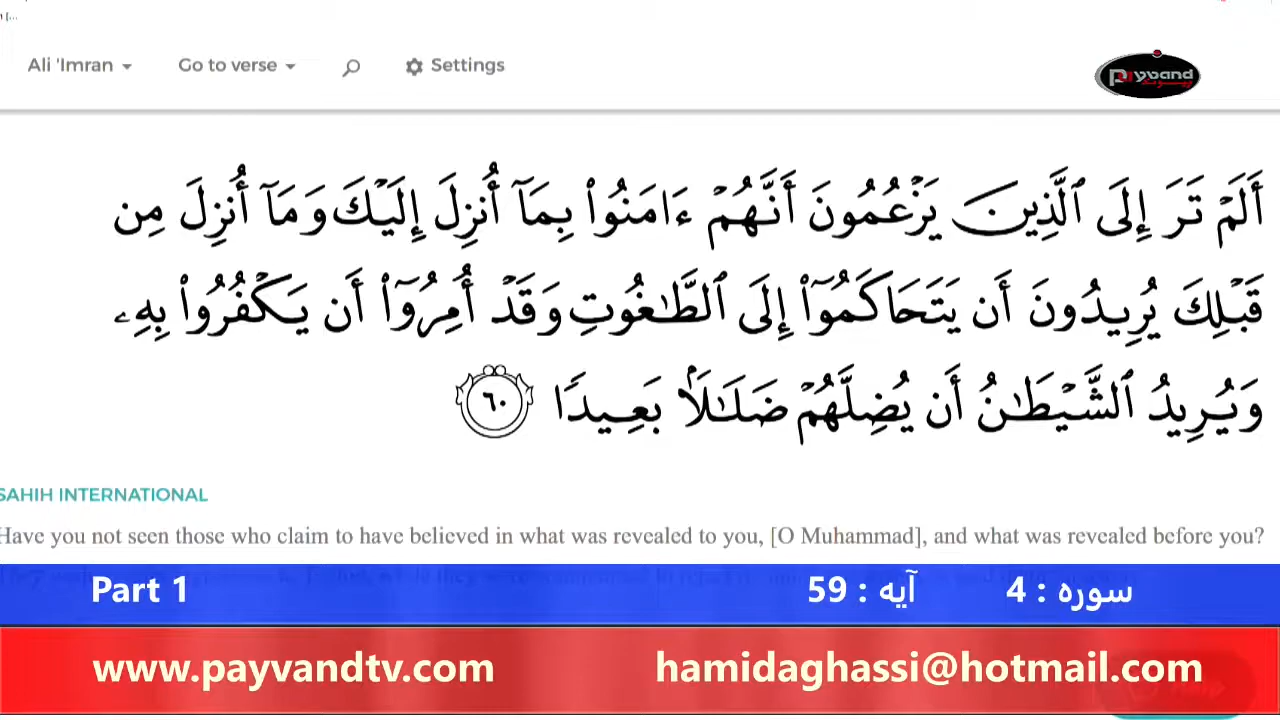 Ali 'Imran
Go to verse
Settings
Payvand
أَلَمْ تَرَ إِلَى ٱلَّذِينَ يَزْعُمُونَ أَنَّهُمْ ءَامَنُوا۟ بِمَآ أُنزِلَ إِلَيْكَ وَمَآ أُنزِلَ مِن
قَبْلِكَ يُرِيدُونَ أَن يَتَحَاكَمُوٓا۟ إِلَى ٱلطَّـٰغُوتِ وَقَدْ أُمِرُوٓا۟ أَن يَكْفُرُوا۟ بِهِۦ
وَيُرِيدُ ٱلشَّيْطَـٰنُ أَن يُضِلَّهُمْ ضَلَـٰلًۢا بَعِيدًا ٦٠
SAHIH INTERNATIONAL
Have you not seen those who claim to have believed in what was revealed to you, [O Muhammad], and what was revealed before you?
Part 1
سوره : 4 آیه : 59
www.payvandtv.com
hamidaghassi@hotmail.com